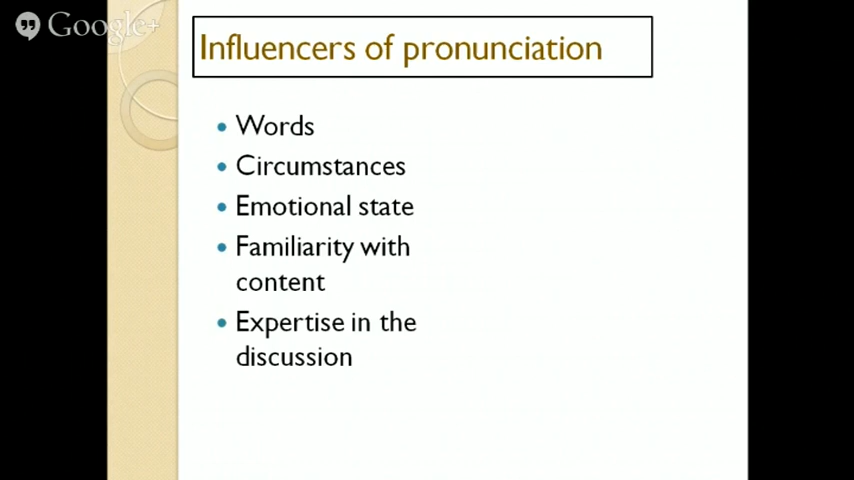 Google+
Influencers of pronunciation
Words
Circumstances
Emotional state
Familiarity with
content
Expertise in the
discussion